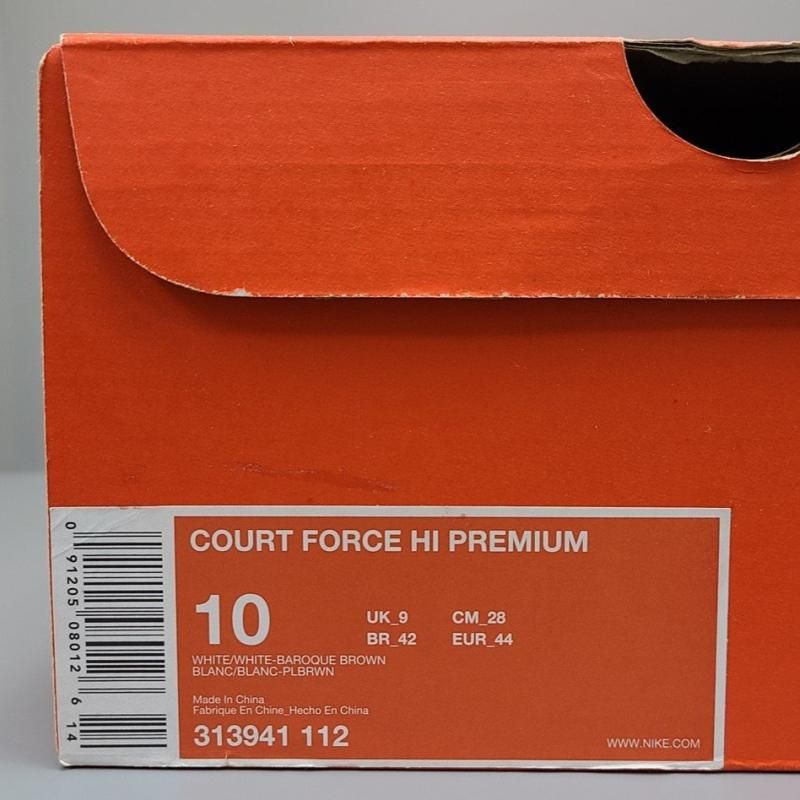 COURT FORCE HI PREMIUM
10
UK_9 CM_28
BR_42 EUR_44
WHITE/WHITE-BAROQUE BROWN
BLANC/BLANC-PLBRWN
Made In China
Fabrique En Chine_Hecho En China
313941 112
WWW.NIKE.COM
0 91205 08012 6 14